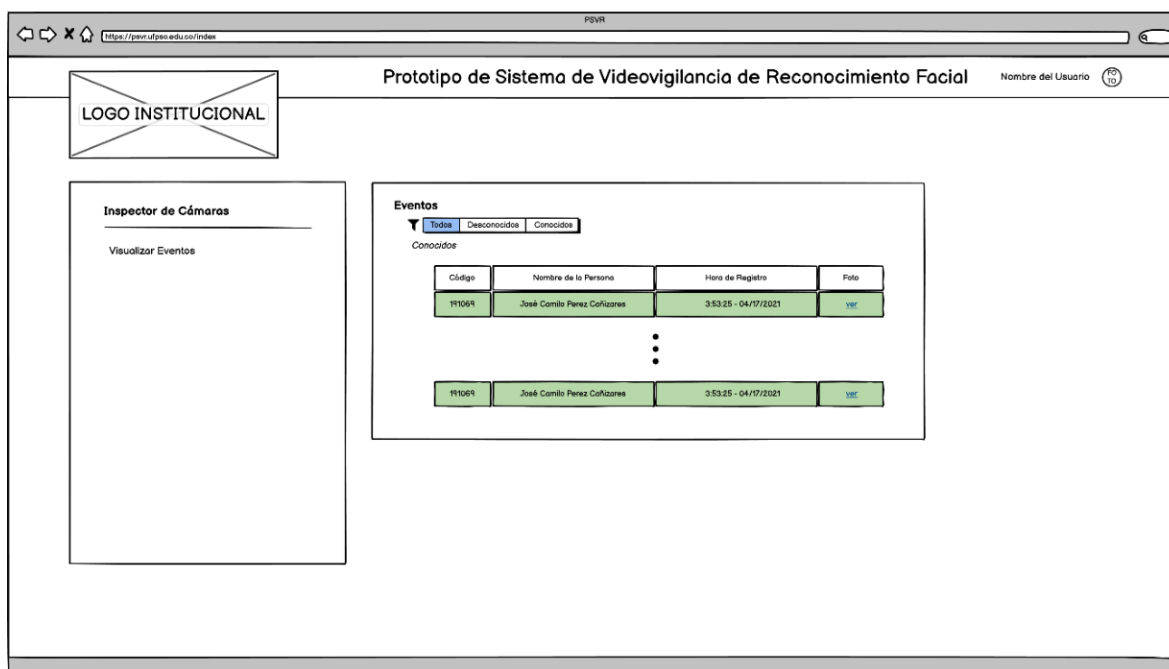 PSVR
https://psvr.ufpso.edu.co/index
Prototipo de Sistema de Videovigilancia de Reconocimiento Facial
Nombre del Usuario
FO
TO
LOGO INSTITUCIONAL
Inspector de Cámaras
Visualizar Eventos
Eventos
Todos Desconocidos Conocidos
Conocidos
Código Nombre de la Persona Hora de Registro Foto
191069 José Camilo Perez Cañizares 3:53:25 - 04/17/2021 ver
191069 José Camilo Perez Cañizares 3:53:25 - 04/17/2021 ver